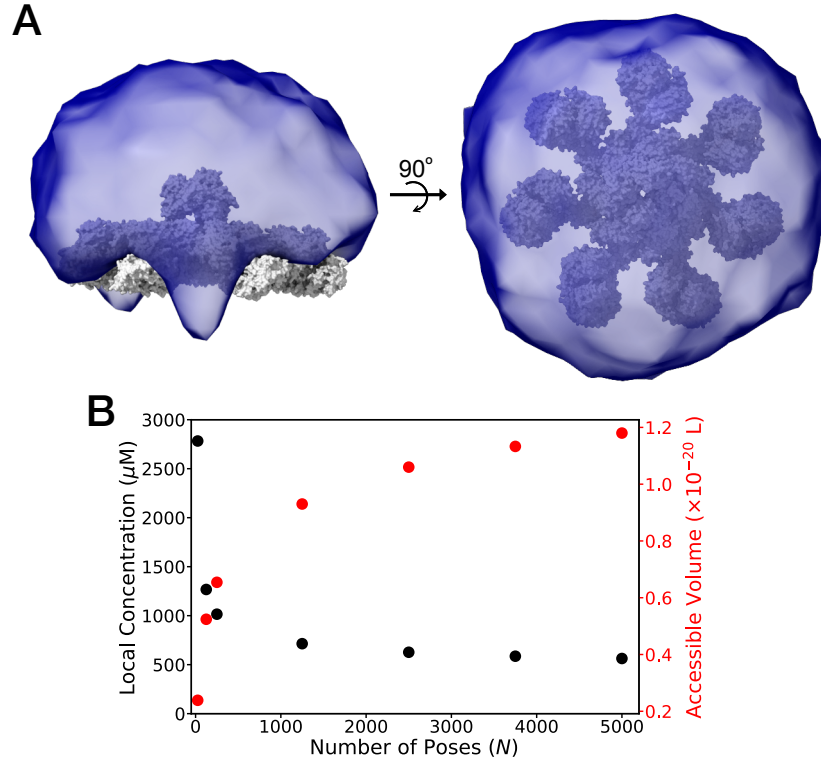 A
90°
B
3000
2500
2000
1500
1000
500
0
Local Concentration (μM)
1.2
1.0
0.8
0.6
0.4
0.2
Accessible Volume (×10⁻²⁰ L)
0 1000 2000 3000 4000 5000
Number of Poses (N)